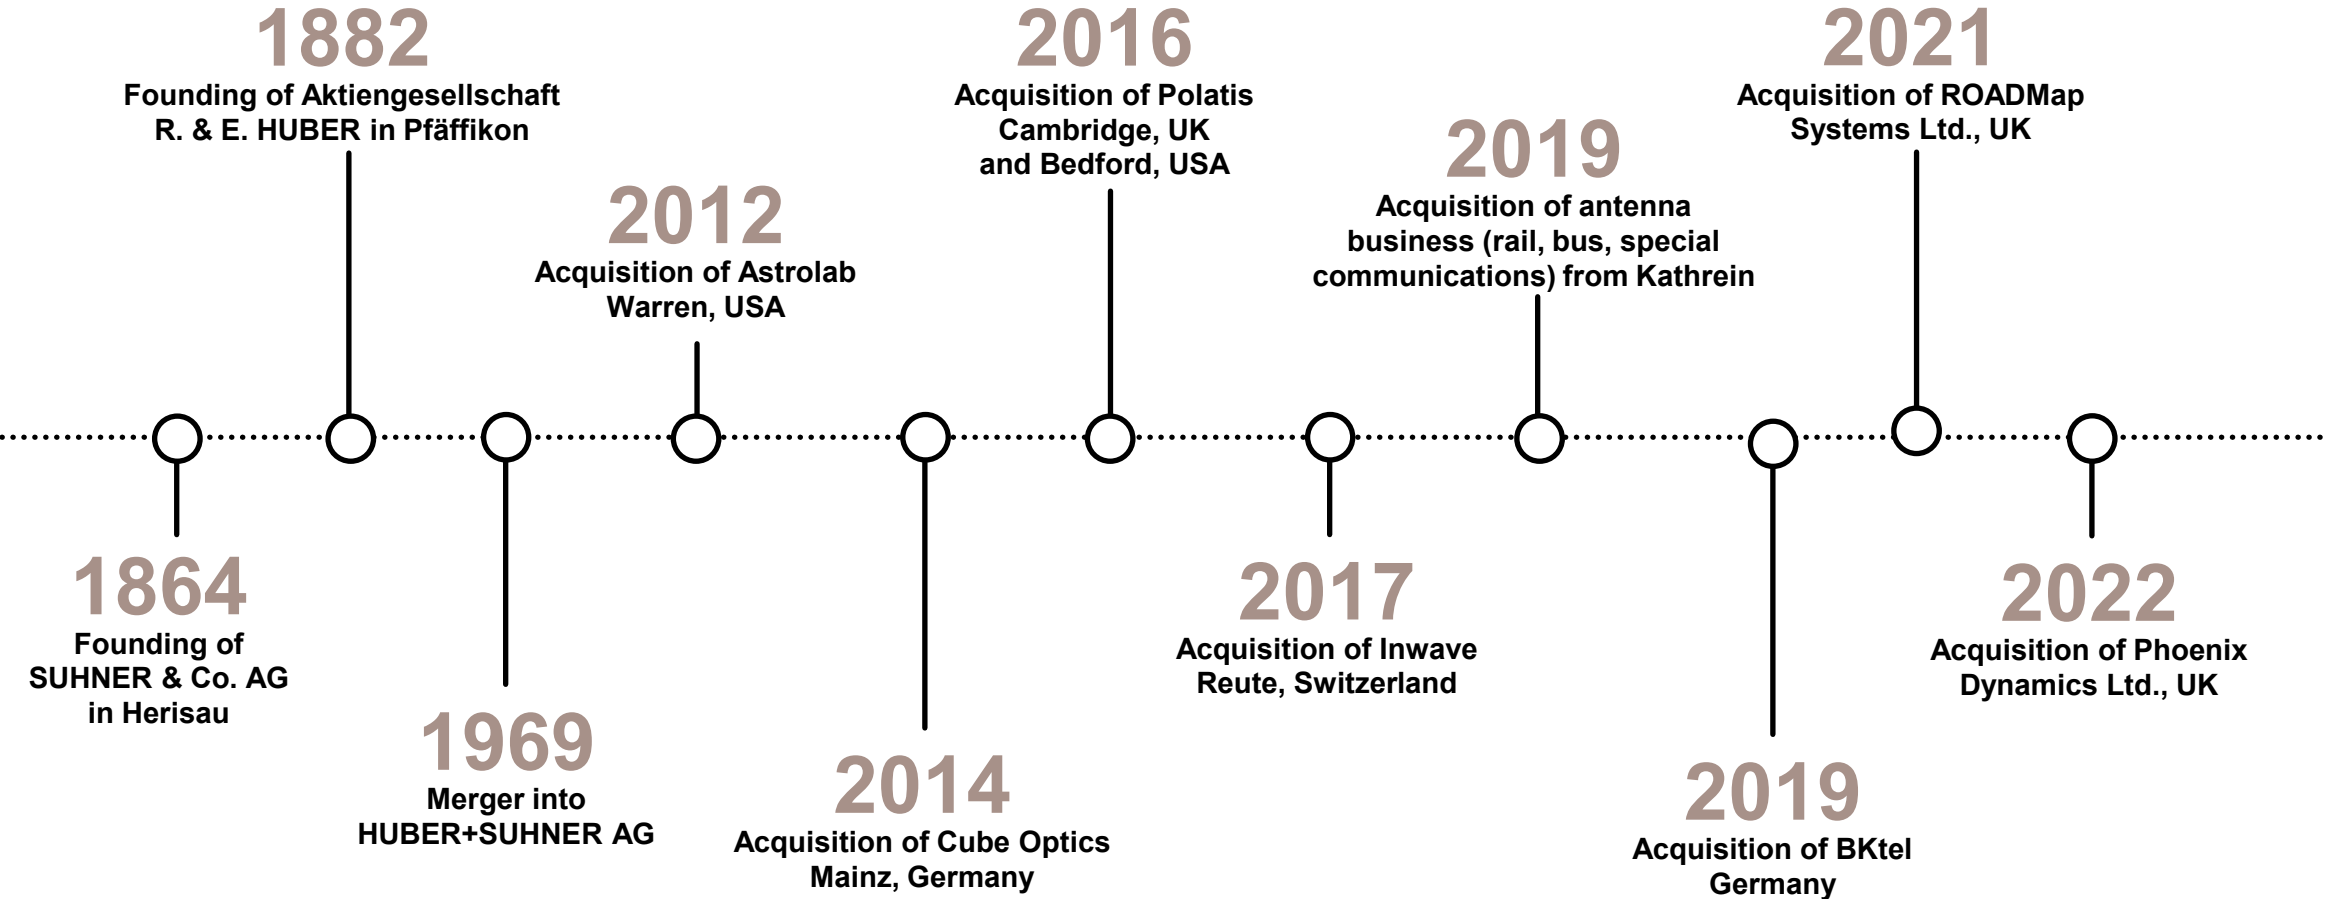 1882
Founding of Aktiengesellschaft
R. & E. HUBER in Pfäffikon
2016
Acquisition of Polatis
Cambridge, UK
and Bedford, USA
2021
Acquisition of ROADMap
Systems Ltd., UK
2012
Acquisition of Astrolab
Warren, USA
2019
Acquisition of antenna
business (rail, bus, special
communications) from Kathrein
1864
Founding of
SUHNER & Co. AG
in Herisau
1969
Merger into
HUBER+SUHNER AG
2014
Acquisition of Cube Optics
Mainz, Germany
2017
Acquisition of Inwave
Reute, Switzerland
2019
Acquisition of BKtel
Germany
2022
Acquisition of Phoenix
Dynamics Ltd., UK